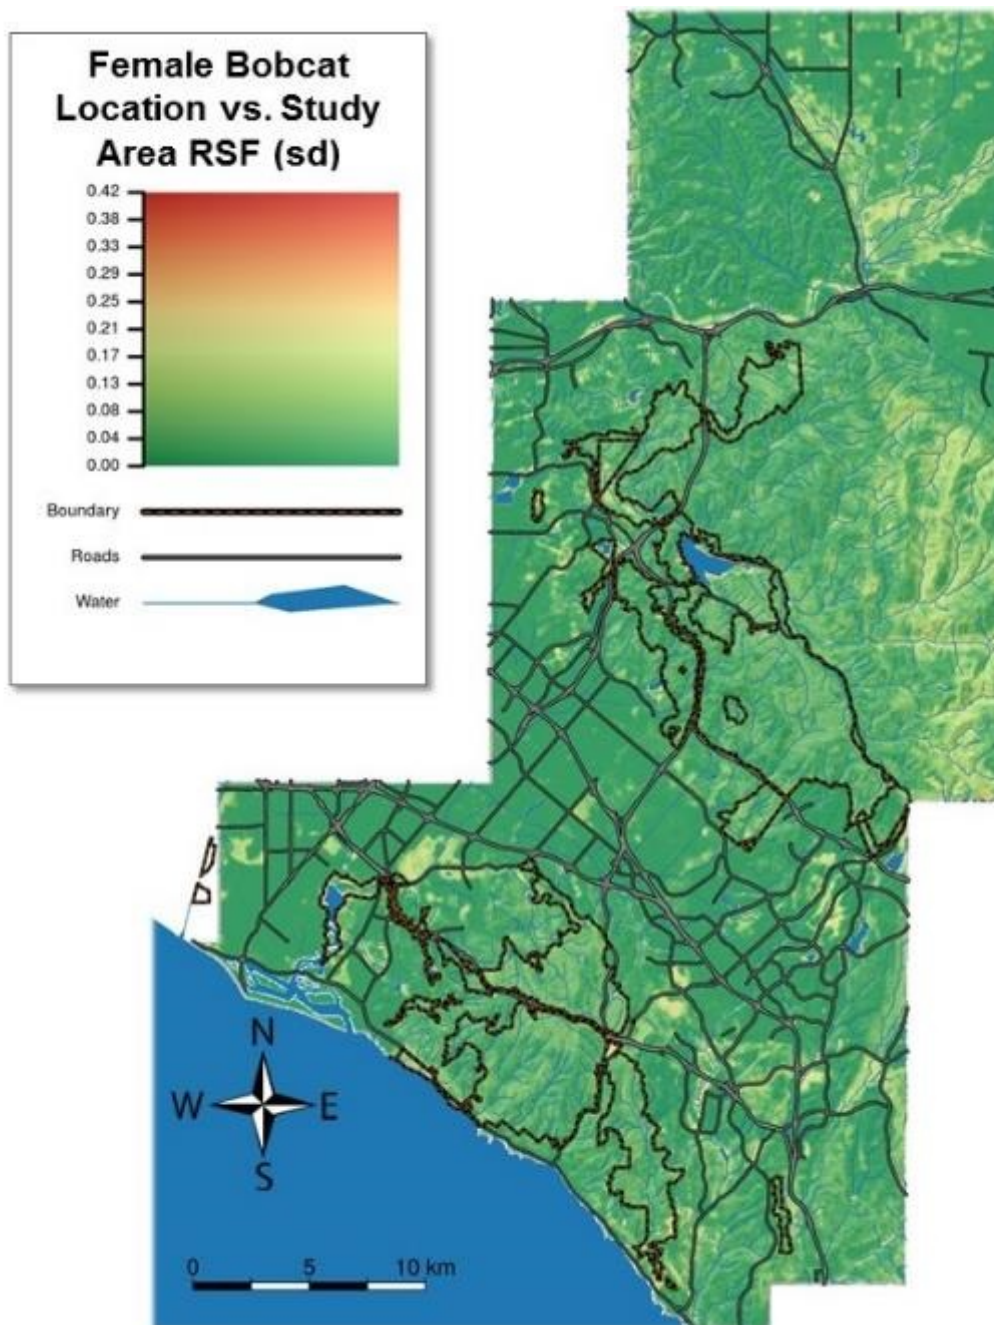 Female Bobcat
Location vs. Study
Area RSF (sd)
0.42
0.38
0.33
0.29
0.25
0.21
0.17
0.13
0.08
0.04
0.00
Boundary
Roads
Water
N
W E
S
0 5 10 km